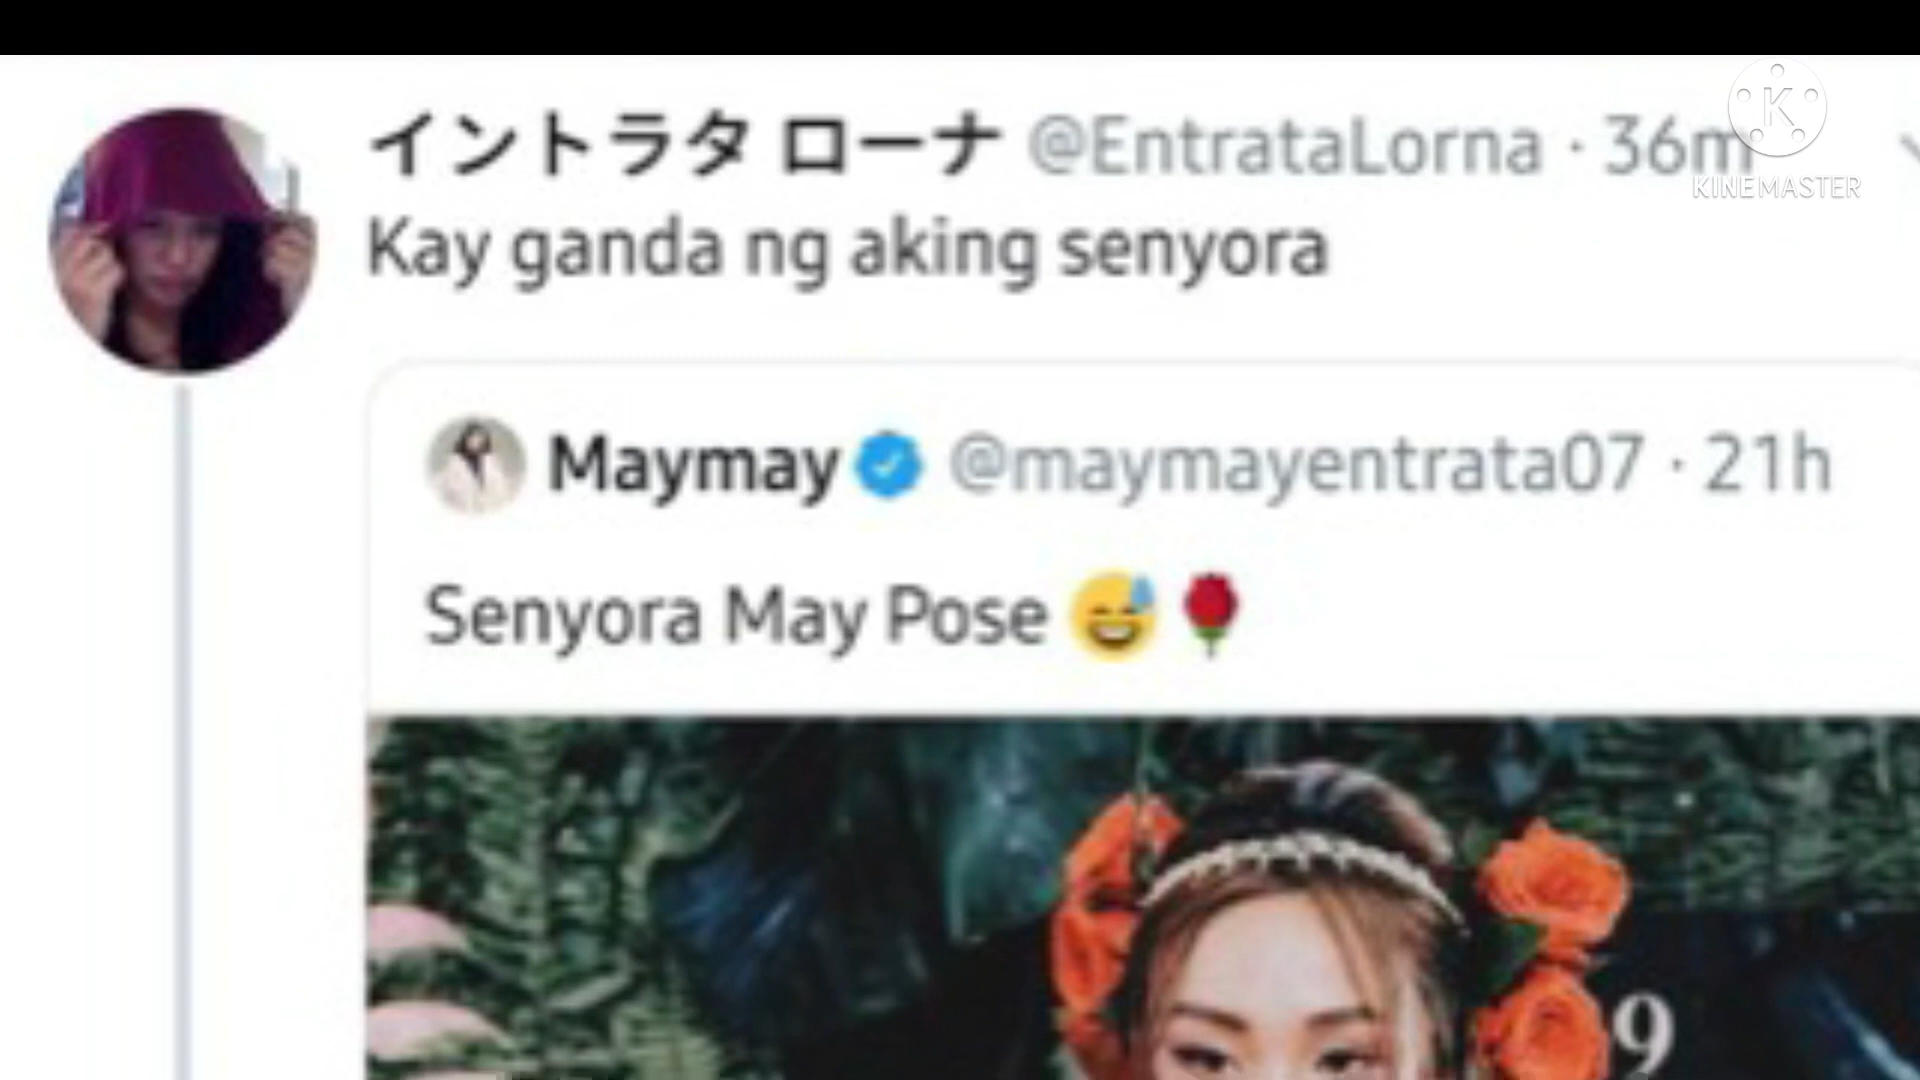 イントラタ ローナ @EntrataLorna · 36m
KINEMASTER
Kay ganda ng aking senyora
Maymay @maymayentrata07 · 21h
Senyora May Pose 😅🌹
9